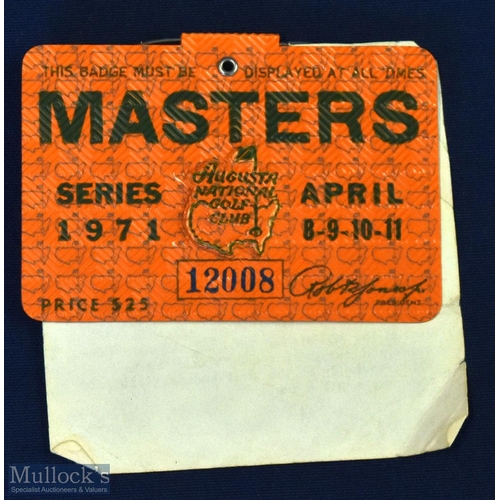 THIS BADGE MUST BE DISPLAYED AT ALL TIMES
MASTERS
SERIES
1971
AUGUSTA
NATIONAL
GOLF
CLUB
APRIL
8-9-10-11
12008
PRICE $25
PRESIDENT
Mullock's
Specialist Auctioneers & Valuers